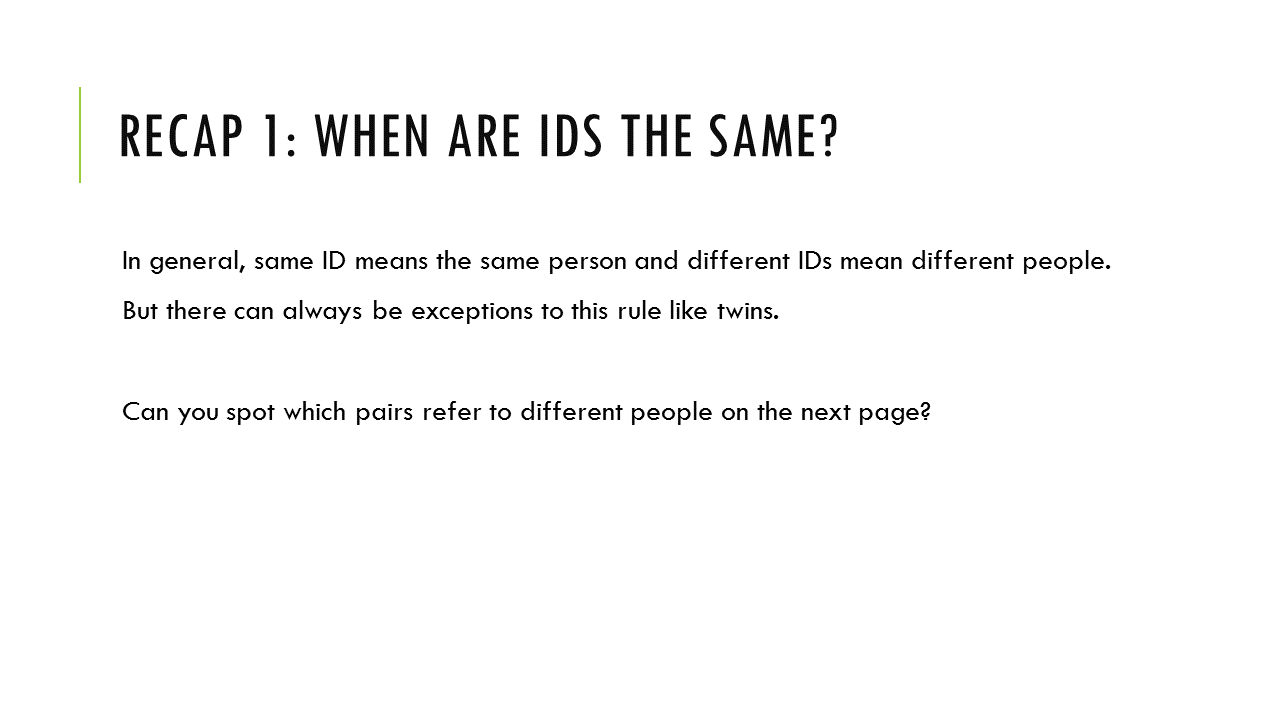 RECAP 1: WHEN ARE IDS THE SAME?
In general, same ID means the same person and different IDs mean different people.
But there can always be exceptions to this rule like twins.
Can you spot which pairs refer to different people on the next page?